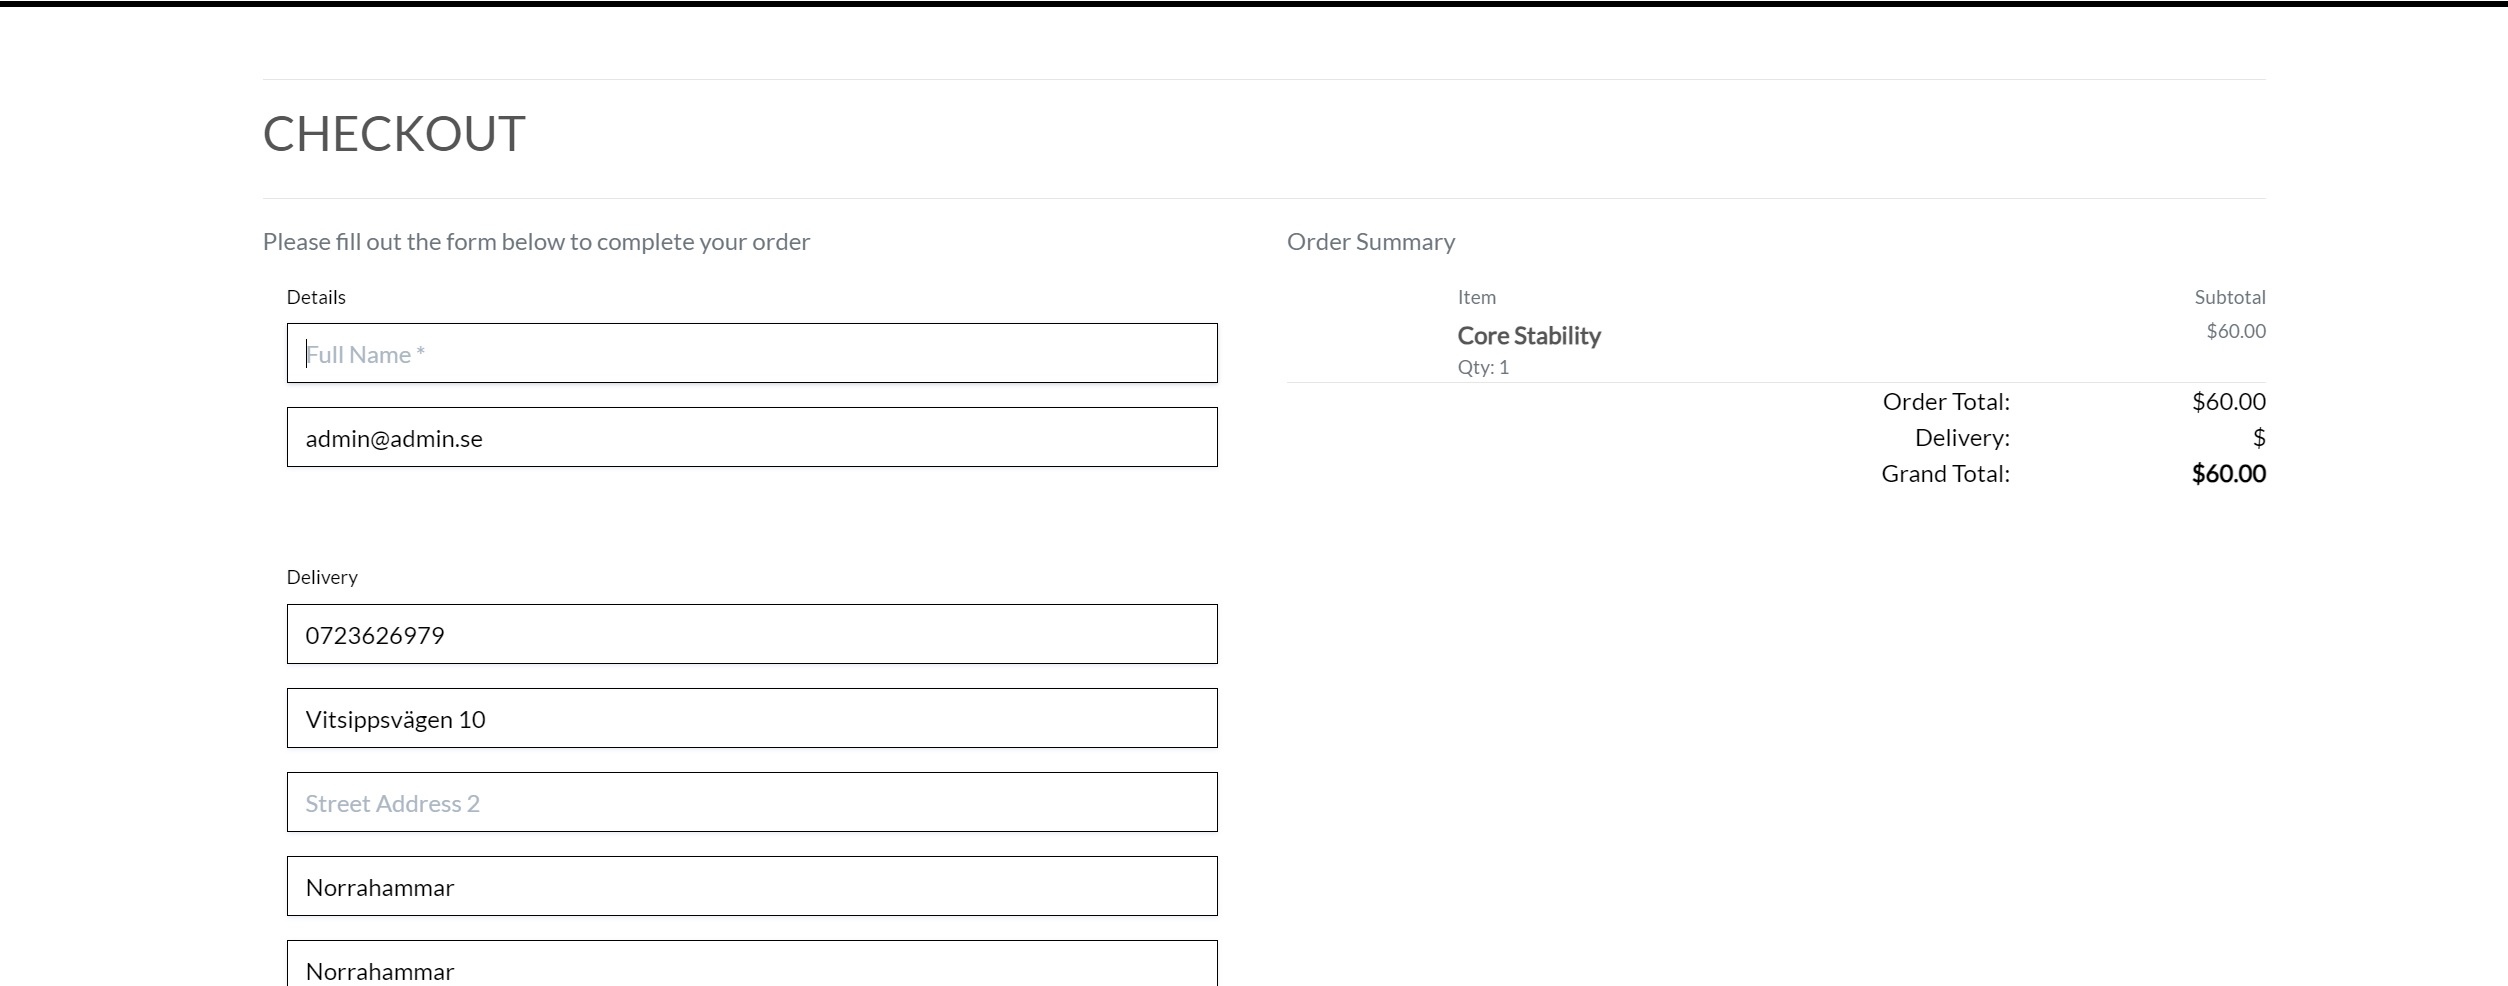 CHECKOUT
Please fill out the form below to complete your order
Details
Full Name *
admin@admin.se
Delivery
0723626979
Vitsippsvägen 10
Street Address 2
Norrahammar
Norrahammar
Order Summary
Item Subtotal
Core Stability $60.00
Qty: 1
Order Total: $60.00
Delivery: $
Grand Total: $60.00